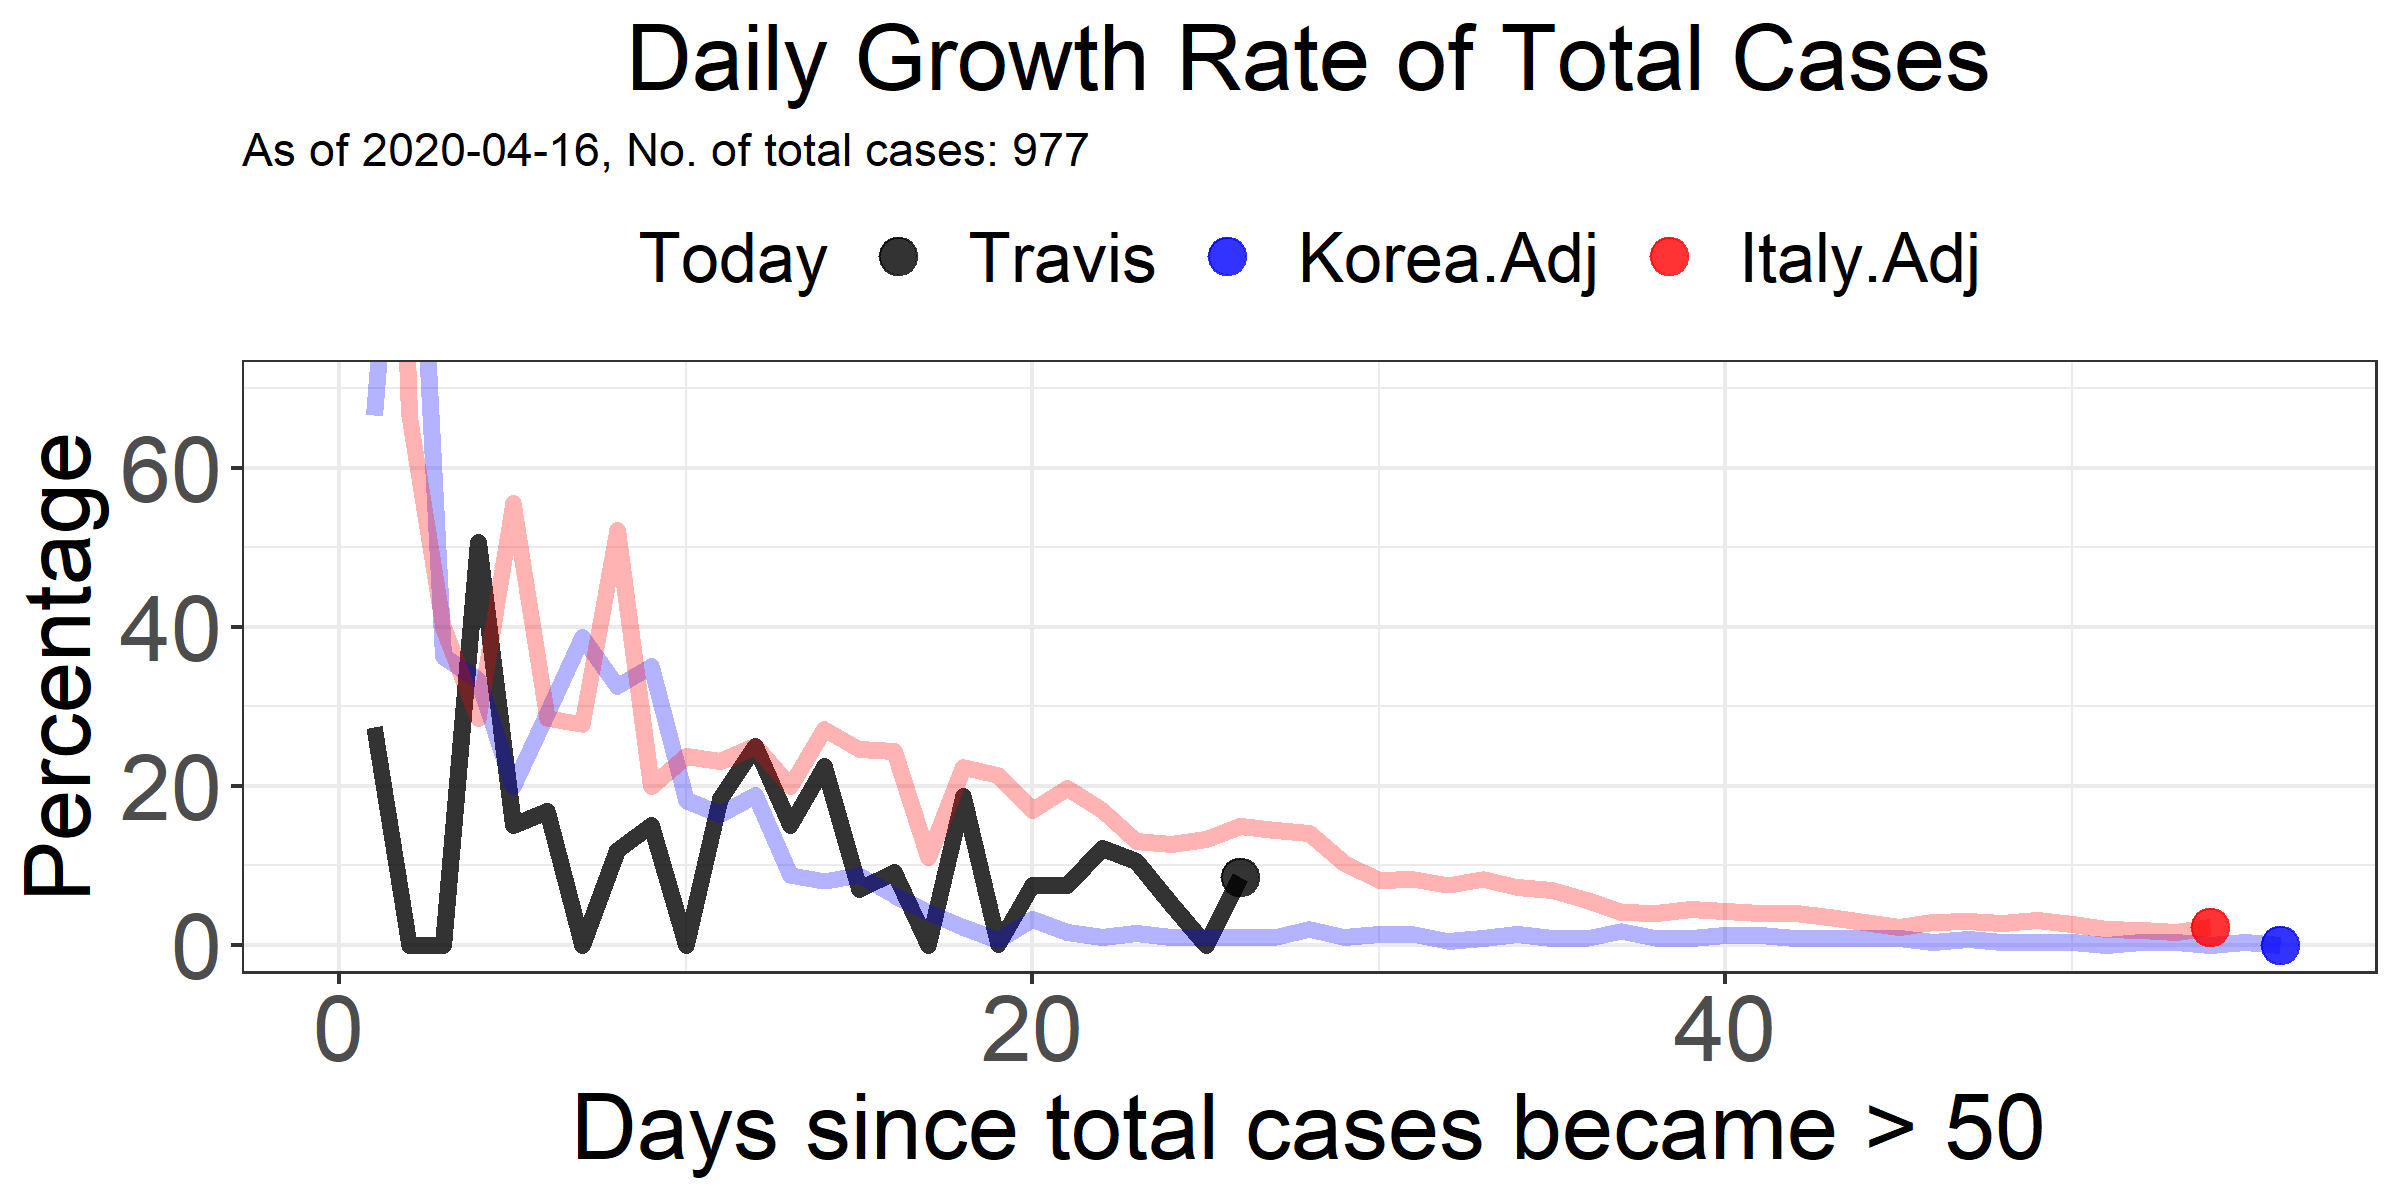 Daily Growth Rate of Total Cases
As of 2020-04-16, No. of total cases: 977
Today Travis Korea.Adj Italy.Adj
Percentage
60
40
20
0
0 20 40
Days since total cases became > 50